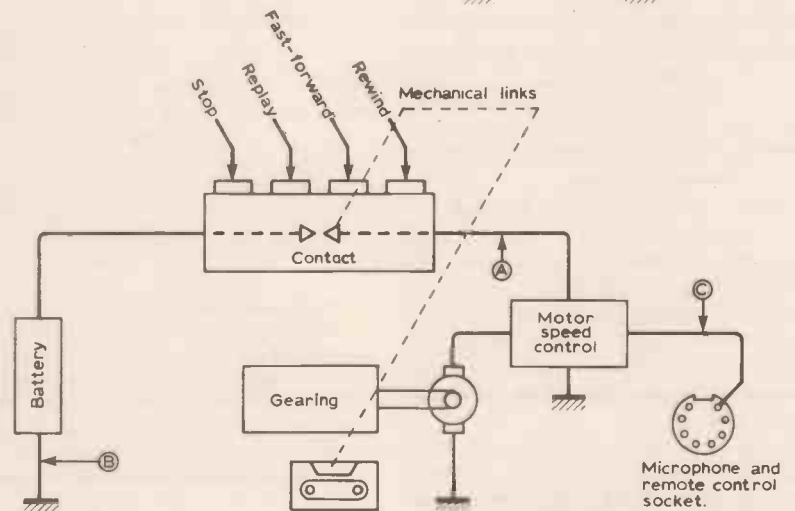 Stop
Replay
Fast-forward
Rewind
Mechanical links
Contact
A
C
Motor
speed
control
Battery
Gearing
B
Microphone and
remote control
socket.